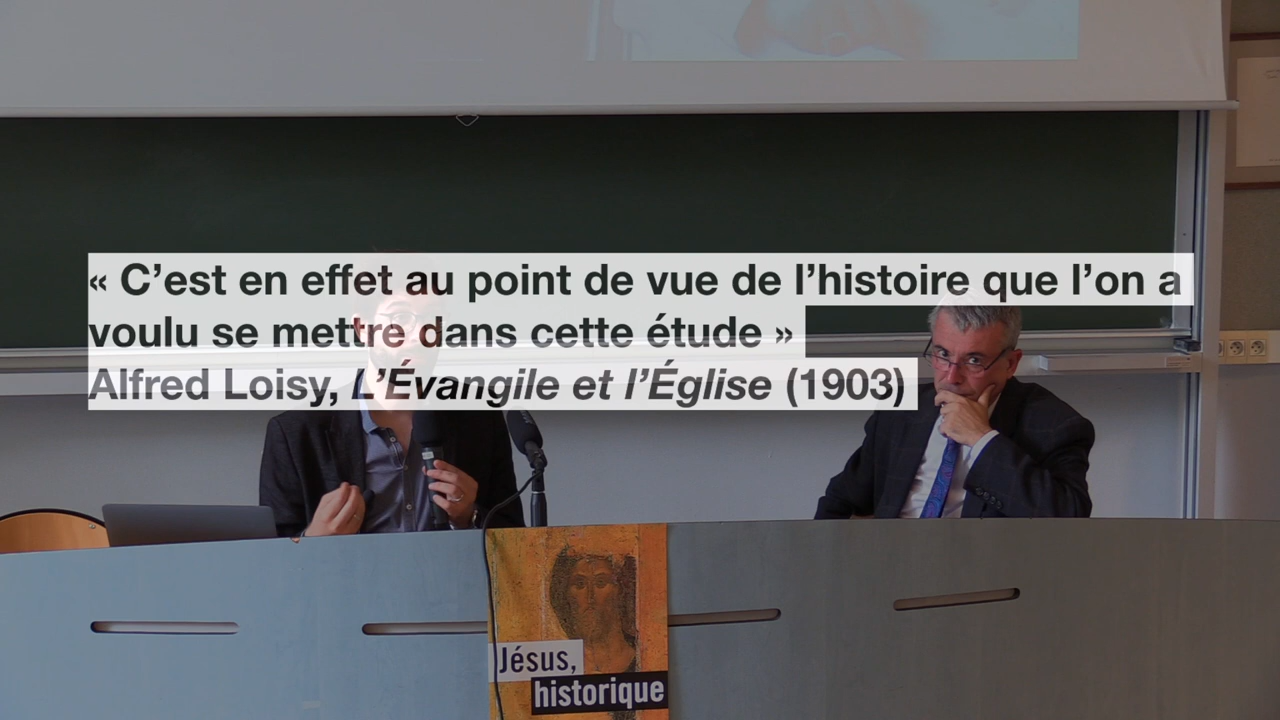 « C’est en effet au point de vue de l’histoire que l’on a
voulu se mettre dans cette étude »
Alfred Loisy, L’Évangile et l’Église (1903)
Jésus,
historique